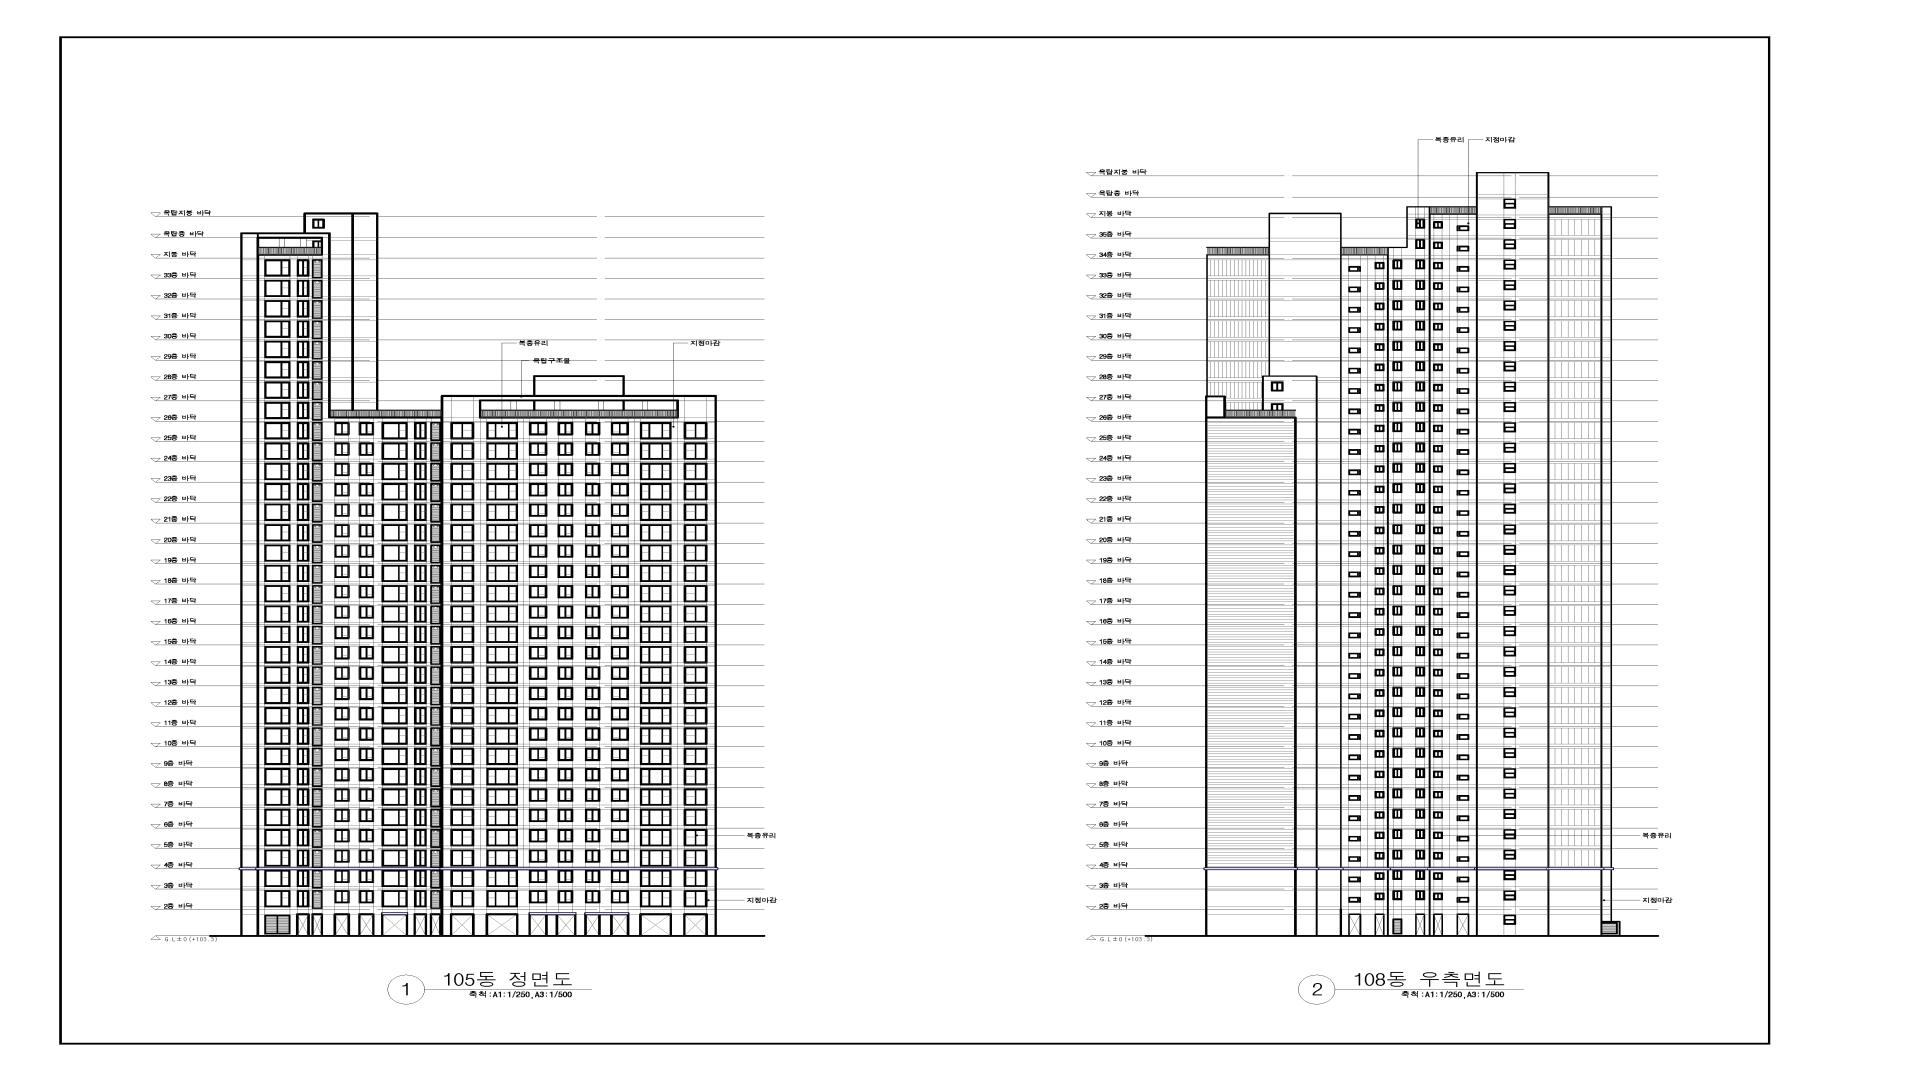 옥탑지붕 바닥
옥탑층 바닥
지붕 바닥
33층 바닥
32층 바닥
31층 바닥
30층 바닥
29층 바닥
28층 바닥
27층 바닥
26층 바닥
25층 바닥
24층 바닥
23층 바닥
22층 바닥
21층 바닥
20층 바닥
19층 바닥
18층 바닥
17층 바닥
16층 바닥
15층 바닥
14층 바닥
13층 바닥
12층 바닥
11층 바닥
10층 바닥
9층 바닥
8층 바닥
7층 바닥
6층 바닥
5층 바닥
4층 바닥
3층 바닥
2층 바닥
G.L±0(+103.3)
복층유리
지정마감
옥탑구조물
복층유리
지정마감
1
105동 정면도
축척 : A1 : 1/250, A3 : 1/500
복층유리
지정마감
옥탑지붕 바닥
옥탑층 바닥
지붕 바닥
35층 바닥
34층 바닥
33층 바닥
32층 바닥
31층 바닥
30층 바닥
29층 바닥
28층 바닥
27층 바닥
26층 바닥
25층 바닥
24층 바닥
23층 바닥
22층 바닥
21층 바닥
20층 바닥
19층 바닥
18층 바닥
17층 바닥
16층 바닥
15층 바닥
14층 바닥
13층 바닥
12층 바닥
11층 바닥
10층 바닥
9층 바닥
8층 바닥
7층 바닥
6층 바닥
5층 바닥
4층 바닥
3층 바닥
2층 바닥
G.L±0(+103.3)
복층유리
지정마감
2
108동 우측면도
축척 : A1 : 1/250, A3 : 1/500